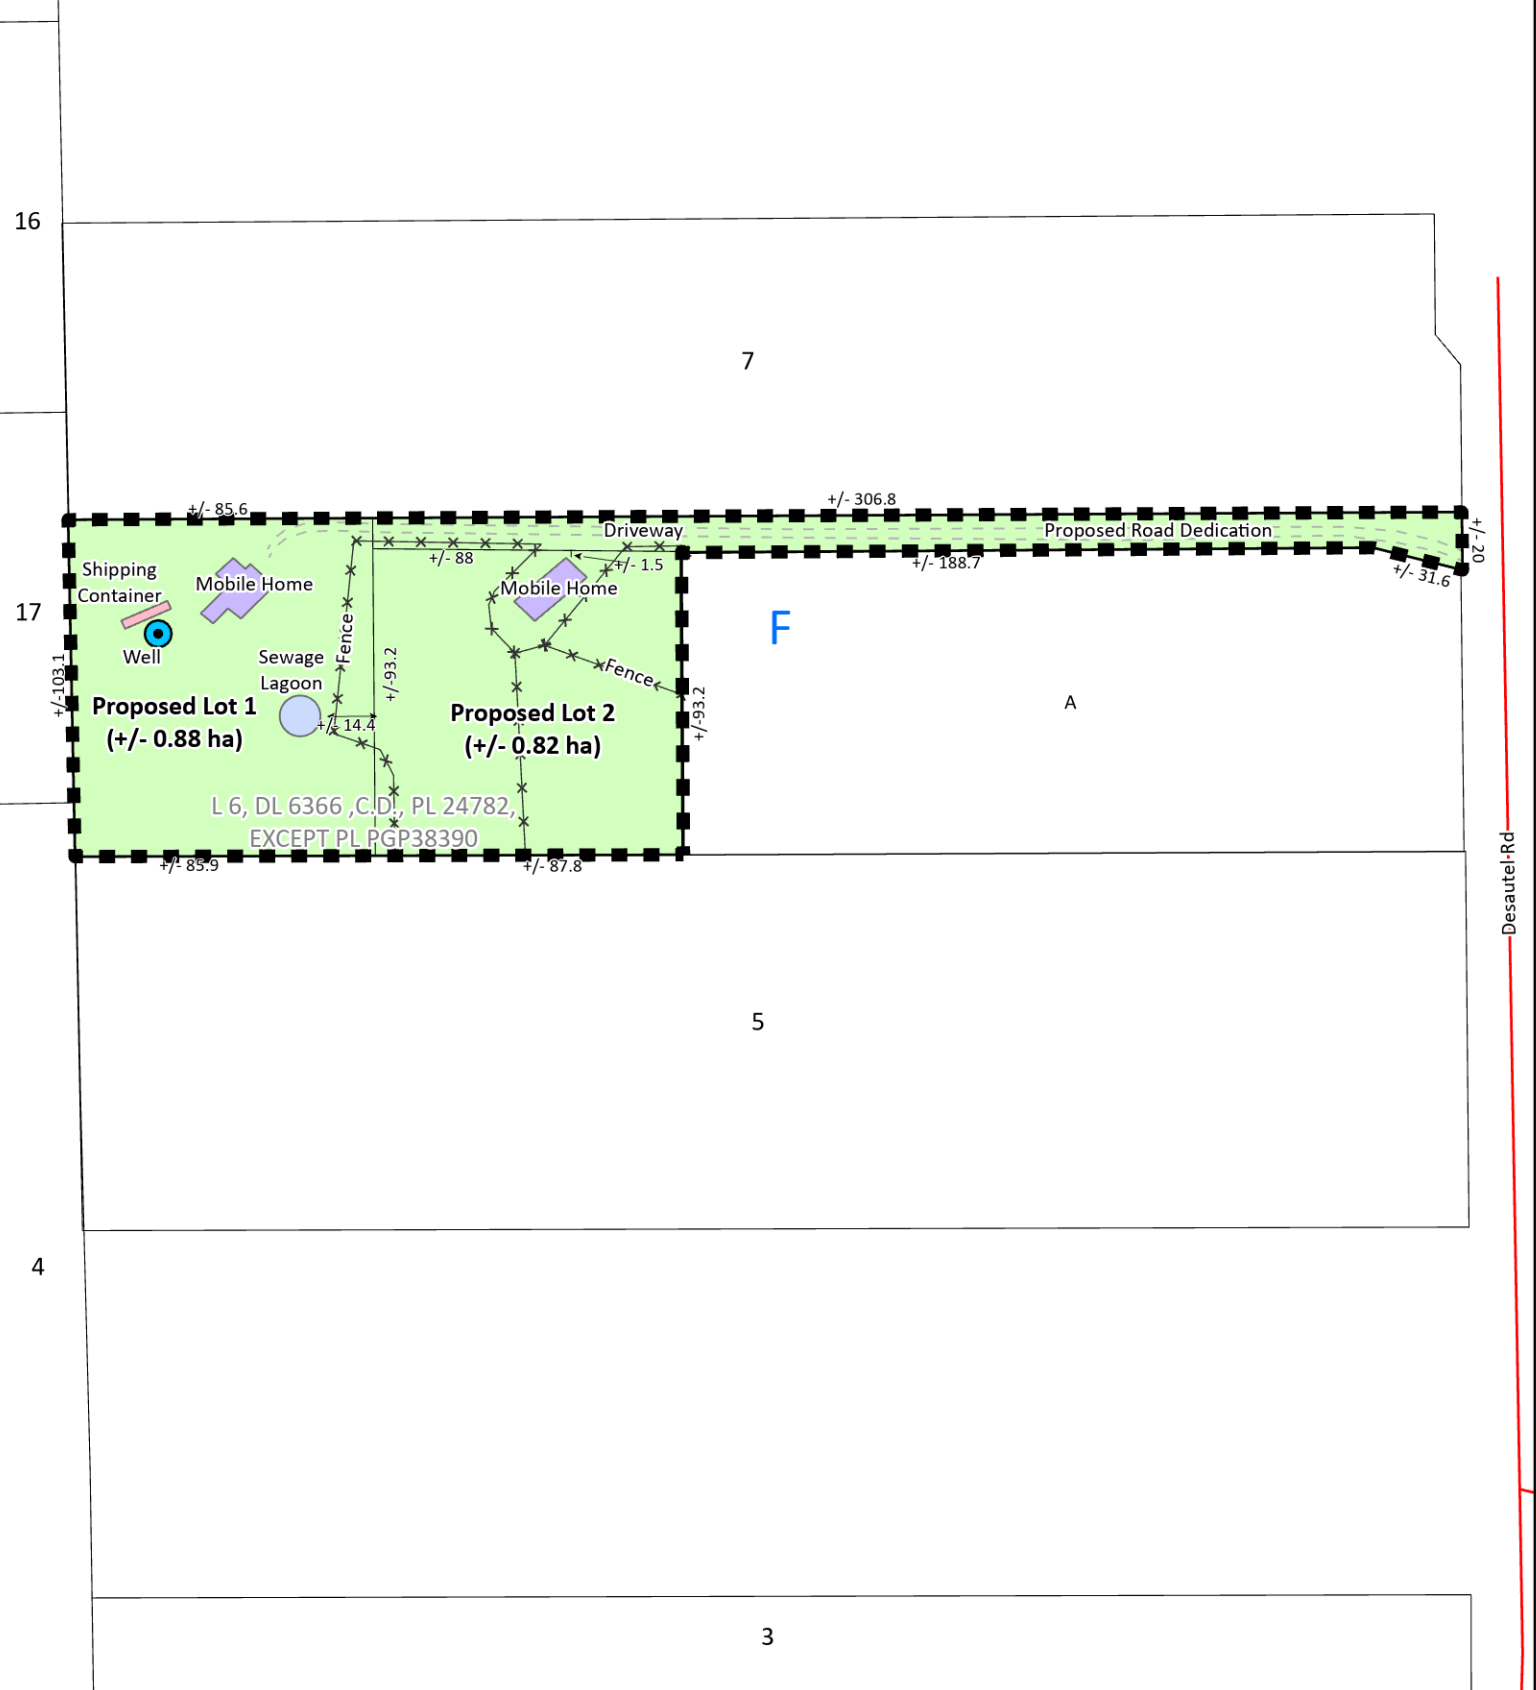 16
7
+/- 306.8
+/- 85.6
Driveway
Proposed Road Dedication
+/- 20
+/- 88
+/- 1.5
+/- 188.7
+/- 31.6
Shipping
Container
Mobile Home
Mobile Home
17
F
Fence
Well
Sewage
Lagoon
+/-93.2
Fence
+/-103.1
+/-93.2
A
Proposed Lot 1
(+/- 0.88 ha)
+/- 14.4
Proposed Lot 2
(+/- 0.82 ha)
L 6, DL 6366 ,C.D., PL 24782,
EXCEPT PL PGP38390
+/- 85.9
+/- 87.8
Desautel Rd
5
4
3